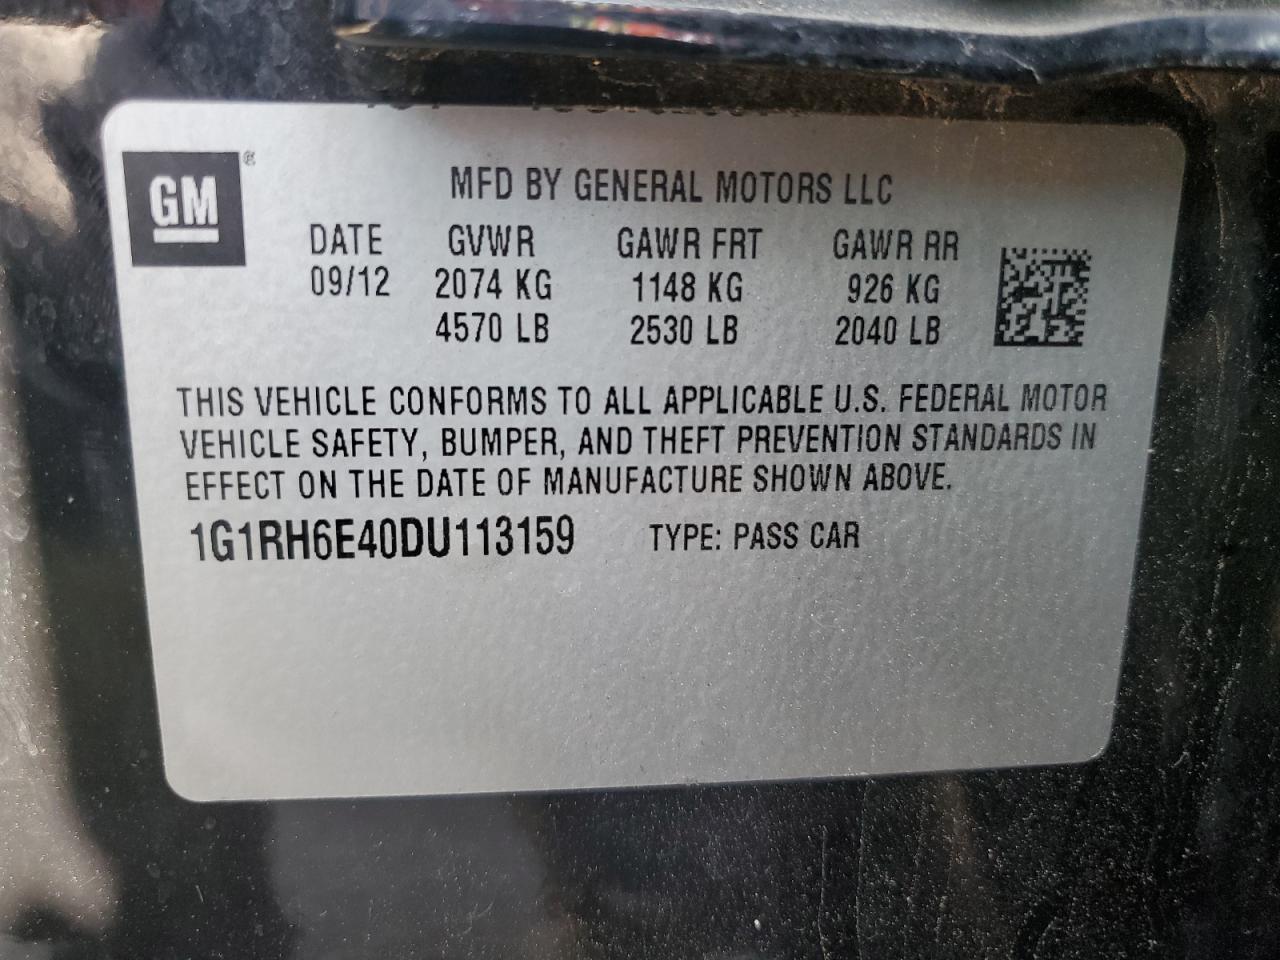 GM ®
MFD BY GENERAL MOTORS LLC
DATE GVWR GAWR FRT GAWR RR
09/12 2074 KG 1148 KG 926 KG
4570 LB 2530 LB 2040 LB
THIS VEHICLE CONFORMS TO ALL APPLICABLE U.S. FEDERAL MOTOR
VEHICLE SAFETY, BUMPER, AND THEFT PREVENTION STANDARDS IN
EFFECT ON THE DATE OF MANUFACTURE SHOWN ABOVE.
1G1RH6E40DU113159 TYPE: PASS CAR